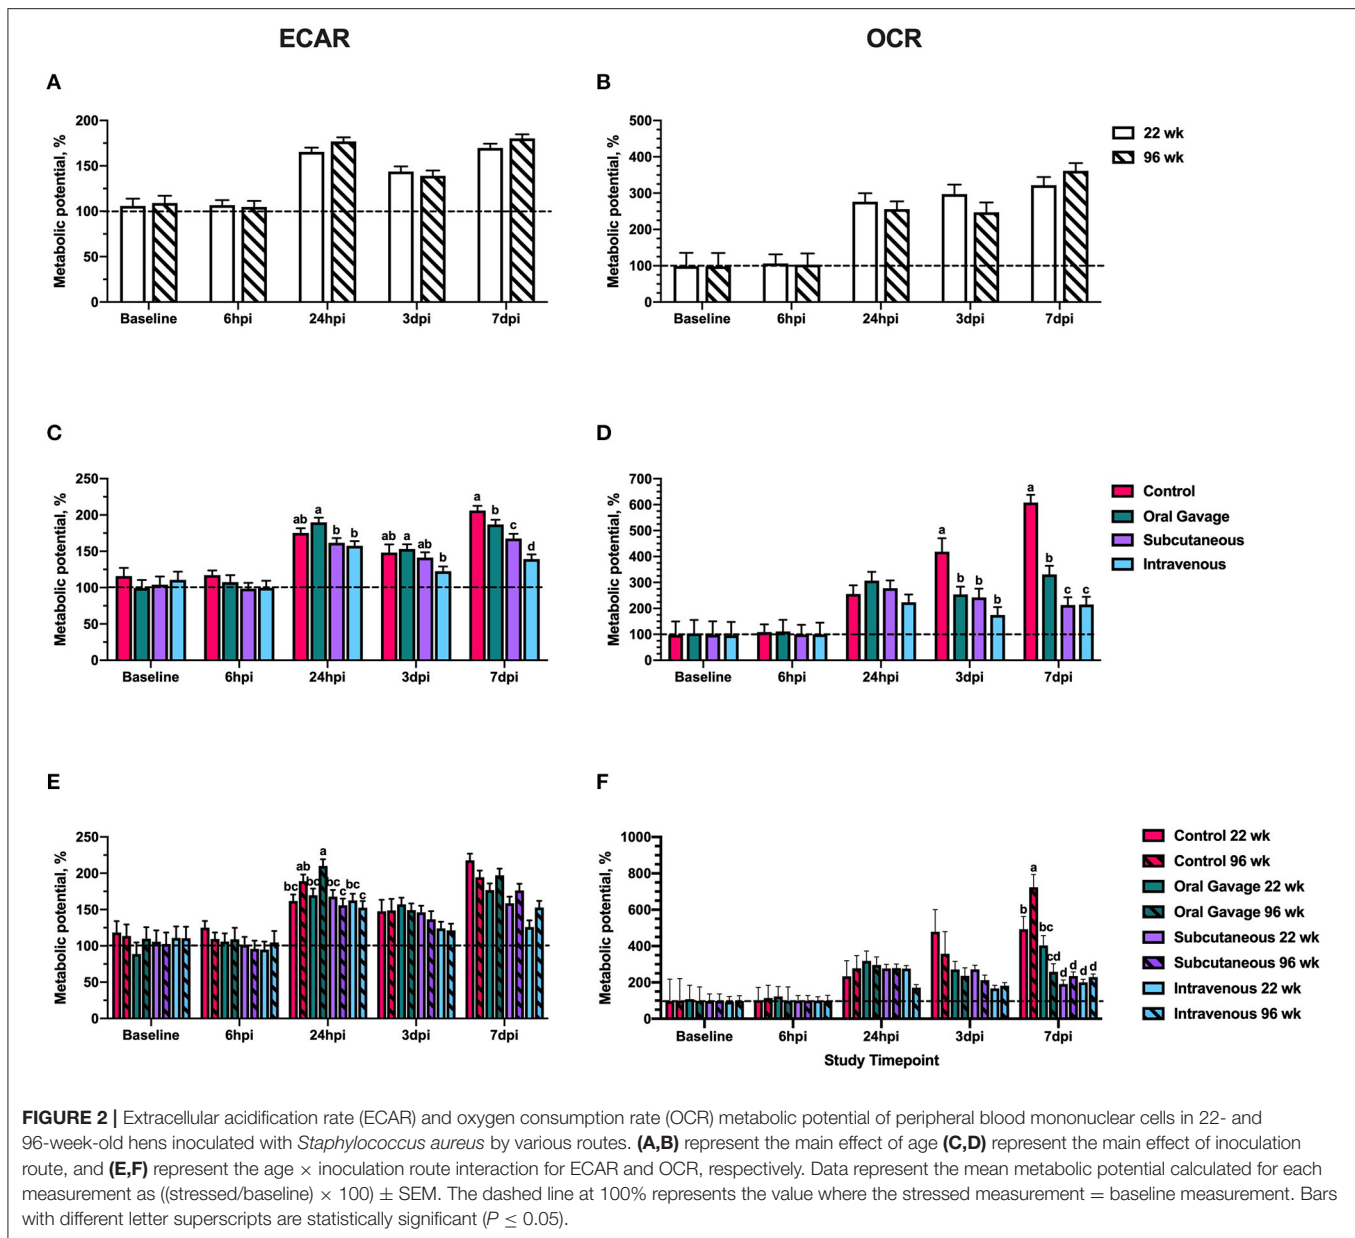 ECAR
OCR
A
Metabolic potential, %
200
150
100
50
0
Baseline
6hpi
24hpi
3dpi
7dpi
B
Metabolic potential, %
500
400
300
200
100
0
Baseline
6hpi
24hpi
3dpi
7dpi
22 wk
96 wk
C
Metabolic potential, %
250
200
150
100
50
0
ab
a
b
b
ab
a
ab
b
a
b
c
d
Baseline
6hpi
24hpi
3dpi
7dpi
D
Metabolic potential, %
700
600
500
400
300
200
100
0
a
b
b
b
a
b
c
c
Baseline
6hpi
24hpi
3dpi
7dpi
Control
Oral Gavage
Subcutaneous
Intravenous
E
Metabolic potential, %
250
200
150
100
50
0
bc
ab
bc
a
bc
c
bc
c
Baseline
6hpi
24hpi
3dpi
7dpi
F
Metabolic potential, %
1000
800
600
400
200
0
b
a
bc
cd
d
d
d
d
Baseline
6hpi
24hpi
3dpi
7dpi
Study Timepoint
Control 22 wk
Control 96 wk
Oral Gavage 22 wk
Oral Gavage 96 wk
Subcutaneous 22 wk
Subcutaneous 96 wk
Intravenous 22 wk
Intravenous 96 wk
FIGURE 2 | Extracellular acidification rate (ECAR) and oxygen consumption rate (OCR) metabolic potential of peripheral blood mononuclear cells in 22- and
96-week-old hens inoculated with Staphylococcus aureus by various routes. (A,B) represent the main effect of age (C,D) represent the main effect of inoculation
route, and (E,F) represent the age × inoculation route interaction for ECAR and OCR, respectively. Data represent the mean metabolic potential calculated for each
measurement as ((stressed/baseline) × 100) ± SEM. The dashed line at 100% represents the value where the stressed measurement = baseline measurement. Bars
with different letter superscripts are statistically significant (P ≤ 0.05).